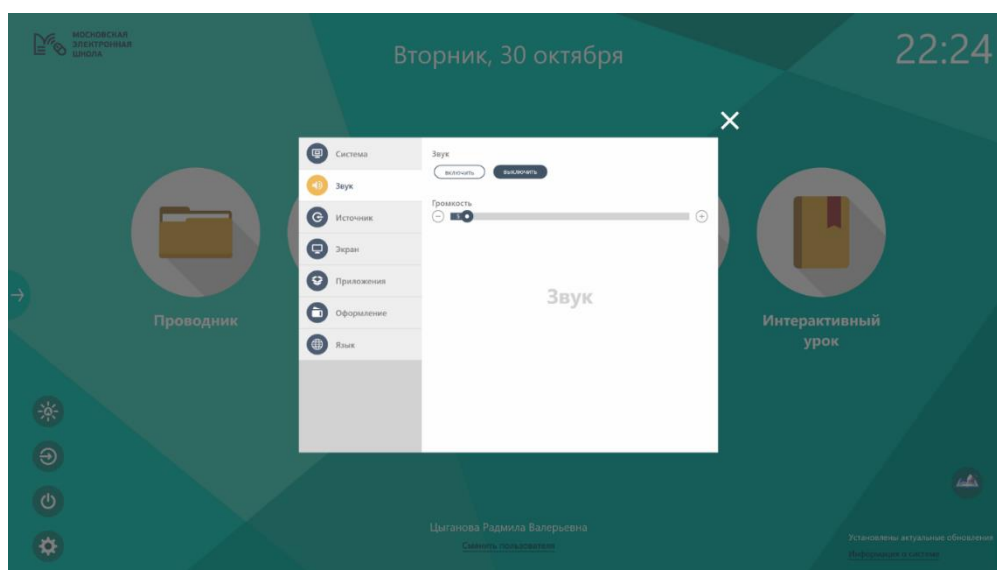 МОСКОВСКАЯ
ЭЛЕКТРОННАЯ
ШКОЛА
Вторник, 30 октября
22:24
Система
Звук
Источник
Экран
Приложения
Оформление
Язык
Звук
включить
выключить
Громкость
5
Звук
Проводник
Интерактивный
урок
Цыганова Радмила Валерьевна
Сменить пользователя
Установлены актуальные обновления
Информация о системе